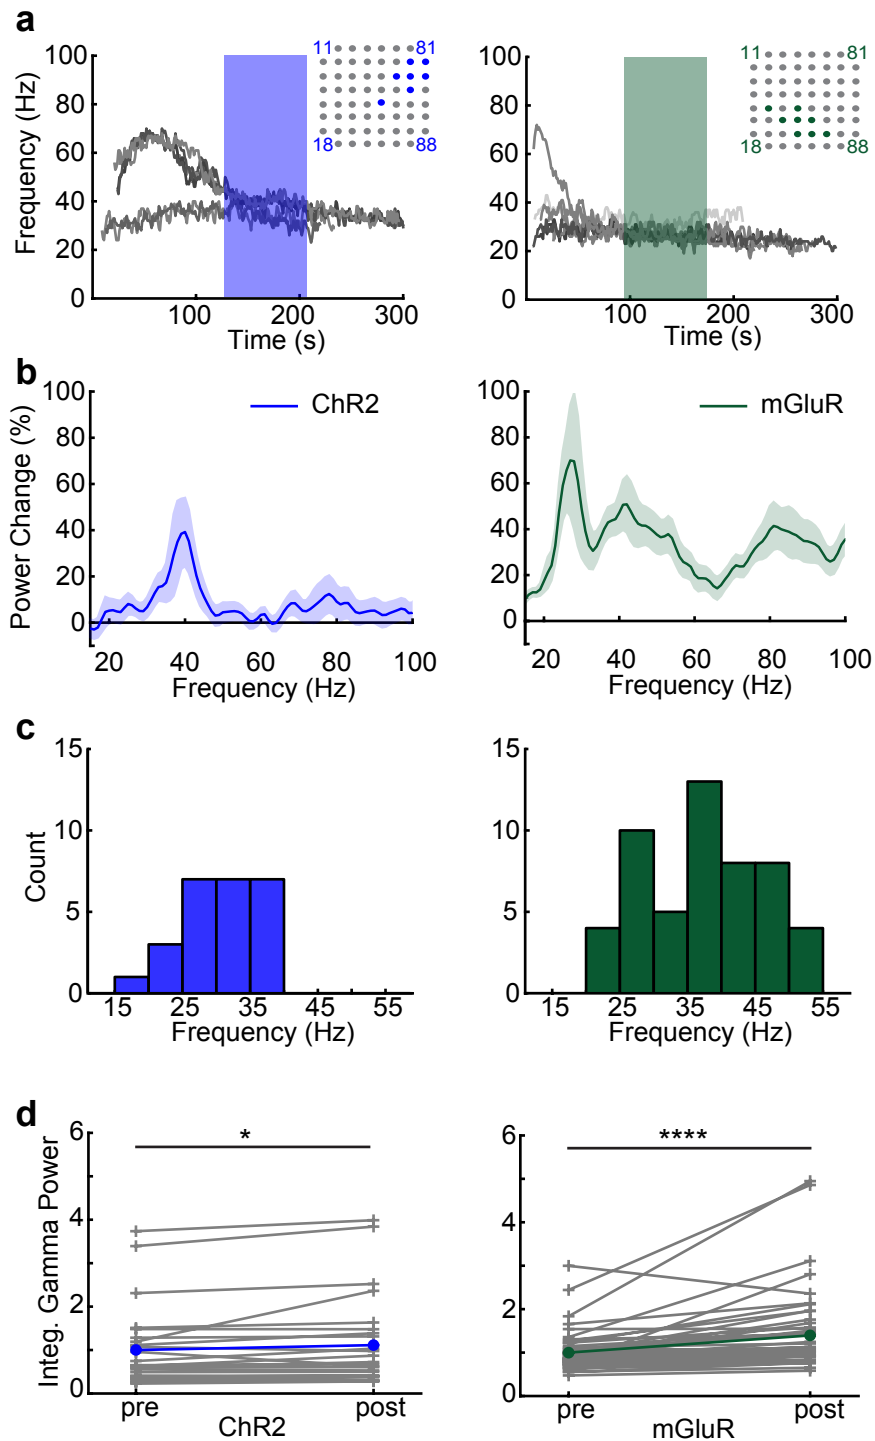 a
11 81
18 88
100
80
60
40
20
0
100 200 300
Frequency (Hz)
Time (s)
11 81
18 88
100
80
60
40
20
0
100 200 300
Time (s)
b
100
80
60
40
20
0
20 40 60 80 100
Power Change (%)
Frequency (Hz)
ChR2
100
80
60
40
20
0
20 40 60 80 100
Frequency (Hz)
mGluR
c
15
10
5
0
15 25 35 45 55
Count
Frequency (Hz)
15
10
5
0
15 25 35 45 55
Frequency (Hz)
d
6
4
2
0
Integ. Gamma Power
*
pre post
ChR2
6
4
2
0
****
pre post
mGluR